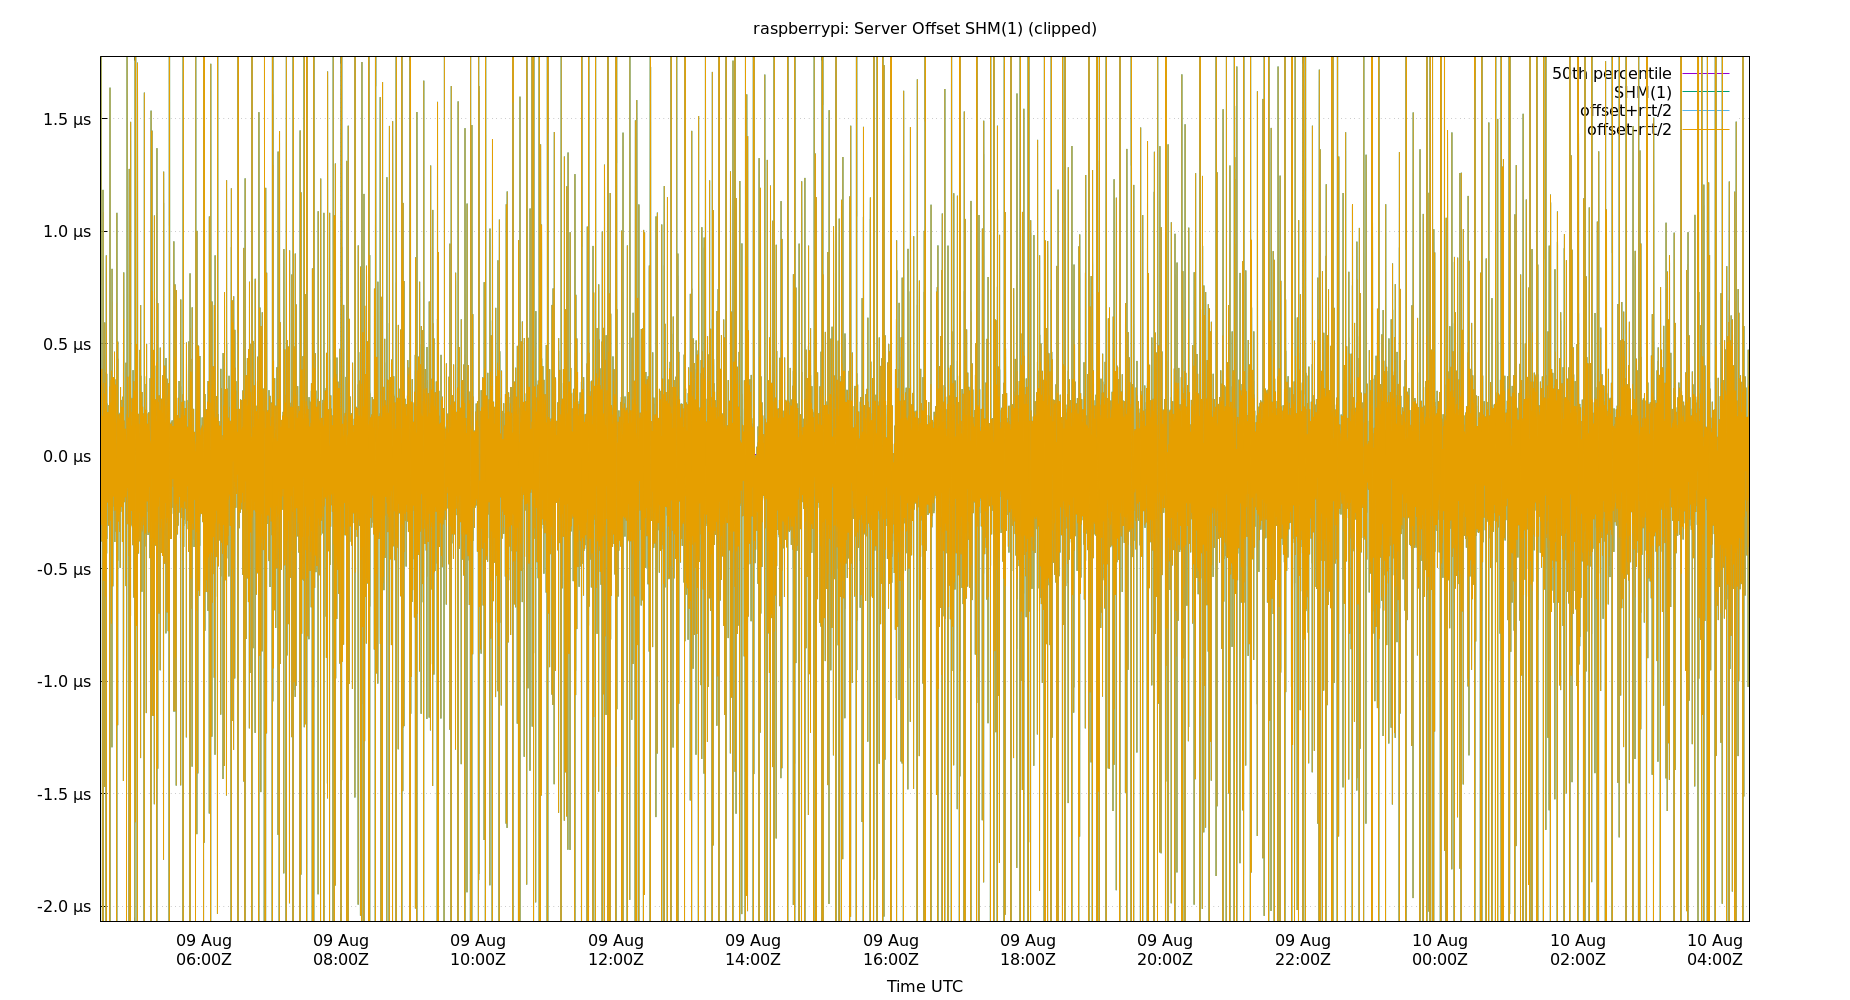 raspberrypi: Server Offset SHM(1) (clipped)
50th percentile
SHM(1)
offset+rtt/2
offset-rtt/2
1.5 µs
1.0 µs
0.5 µs
0.0 µs
-0.5 µs
-1.0 µs
-1.5 µs
-2.0 µs
09 Aug 09 Aug 09 Aug 09 Aug 09 Aug 09 Aug 09 Aug 09 Aug 09 Aug 10 Aug 10 Aug 10 Aug
06:00Z 08:00Z 10:00Z 12:00Z 14:00Z 16:00Z 18:00Z 20:00Z 22:00Z 00:00Z 02:00Z 04:00Z
Time UTC